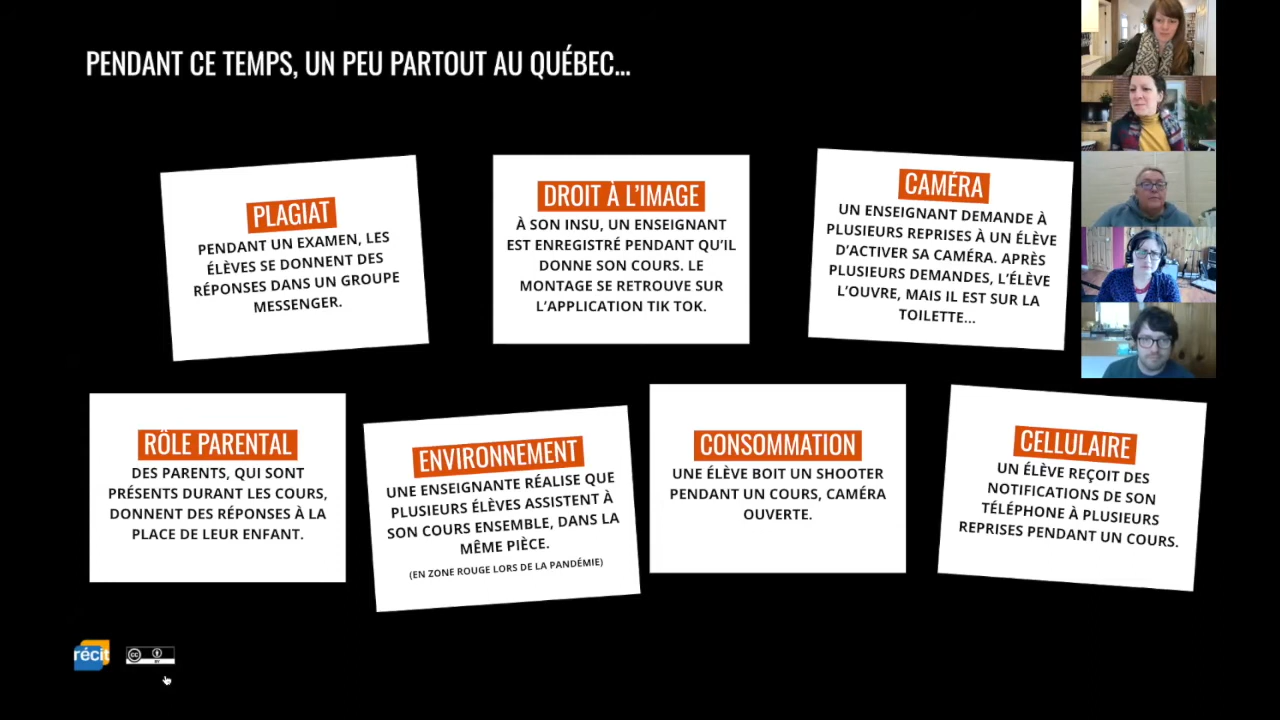 PENDANT CE TEMPS, UN PEU PARTOUT AU QUÉBEC...
PLAGIAT
PENDANT UN EXAMEN, LES
ÉLÈVES SE DONNENT DES
RÉPONSES DANS UN GROUPE
MESSENGER.
DROIT À L'IMAGE
À SON INSU, UN ENSEIGNANT
EST ENREGISTRÉ PENDANT QU'IL
DONNE SON COURS. LE
MONTAGE SE RETROUVE SUR
L'APPLICATION TIK TOK.
CAMÉRA
UN ENSEIGNANT DEMANDE À
PLUSIEURS REPRISES À UN ÉLÈVE
D'ACTIVER SA CAMÉRA. APRÈS
PLUSIEURS DEMANDES, L'ÉLÈVE
L'OUVRE, MAIS IL EST SUR LA
TOILETTE...
RÔLE PARENTAL
DES PARENTS, QUI SONT
PRÉSENTS DURANT LES COURS,
DONNENT DES RÉPONSES À LA
PLACE DE LEUR ENFANT.
ENVIRONNEMENT
UNE ENSEIGNANTE RÉALISE QUE
PLUSIEURS ÉLÈVES ASSISTENT À
SON COURS ENSEMBLE, DANS LA
MÊME PIÈCE.
(EN ZONE ROUGE LORS DE LA PANDÉMIE)
CONSOMMATION
UNE ÉLÈVE BOIT UN SHOOTER
PENDANT UN COURS, CAMÉRA
OUVERTE.
CELLULAIRE
UN ÉLÈVE REÇOIT DES
NOTIFICATIONS DE SON
TÉLÉPHONE À PLUSIEURS
REPRISES PENDANT UN COURS.
récit
CC
BY